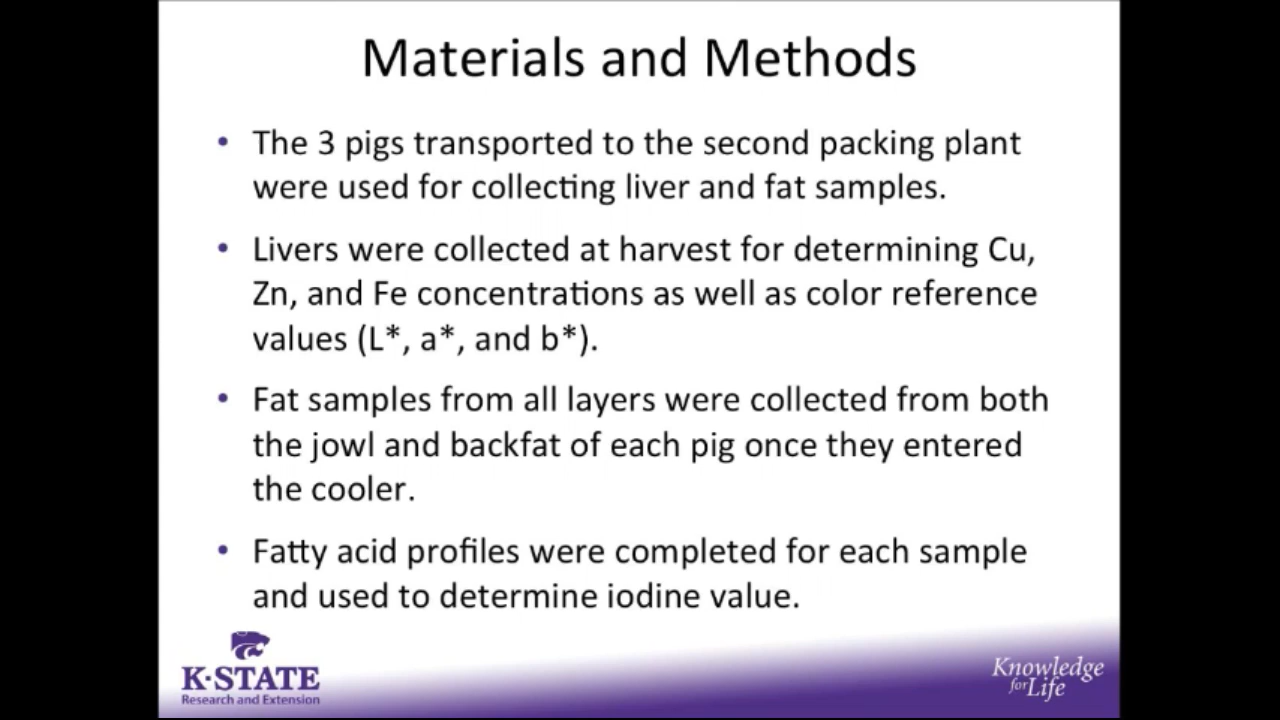 Materials and Methods
• The 3 pigs transported to the second packing plant
were used for collecting liver and fat samples.
• Livers were collected at harvest for determining Cu,
Zn, and Fe concentrations as well as color reference
values (L*, a*, and b*).
• Fat samples from all layers were collected from both
the jowl and backfat of each pig once they entered
the cooler.
• Fatty acid profiles were completed for each sample
and used to determine iodine value.
K-STATE
Research and Extension
Knowledge
for Life